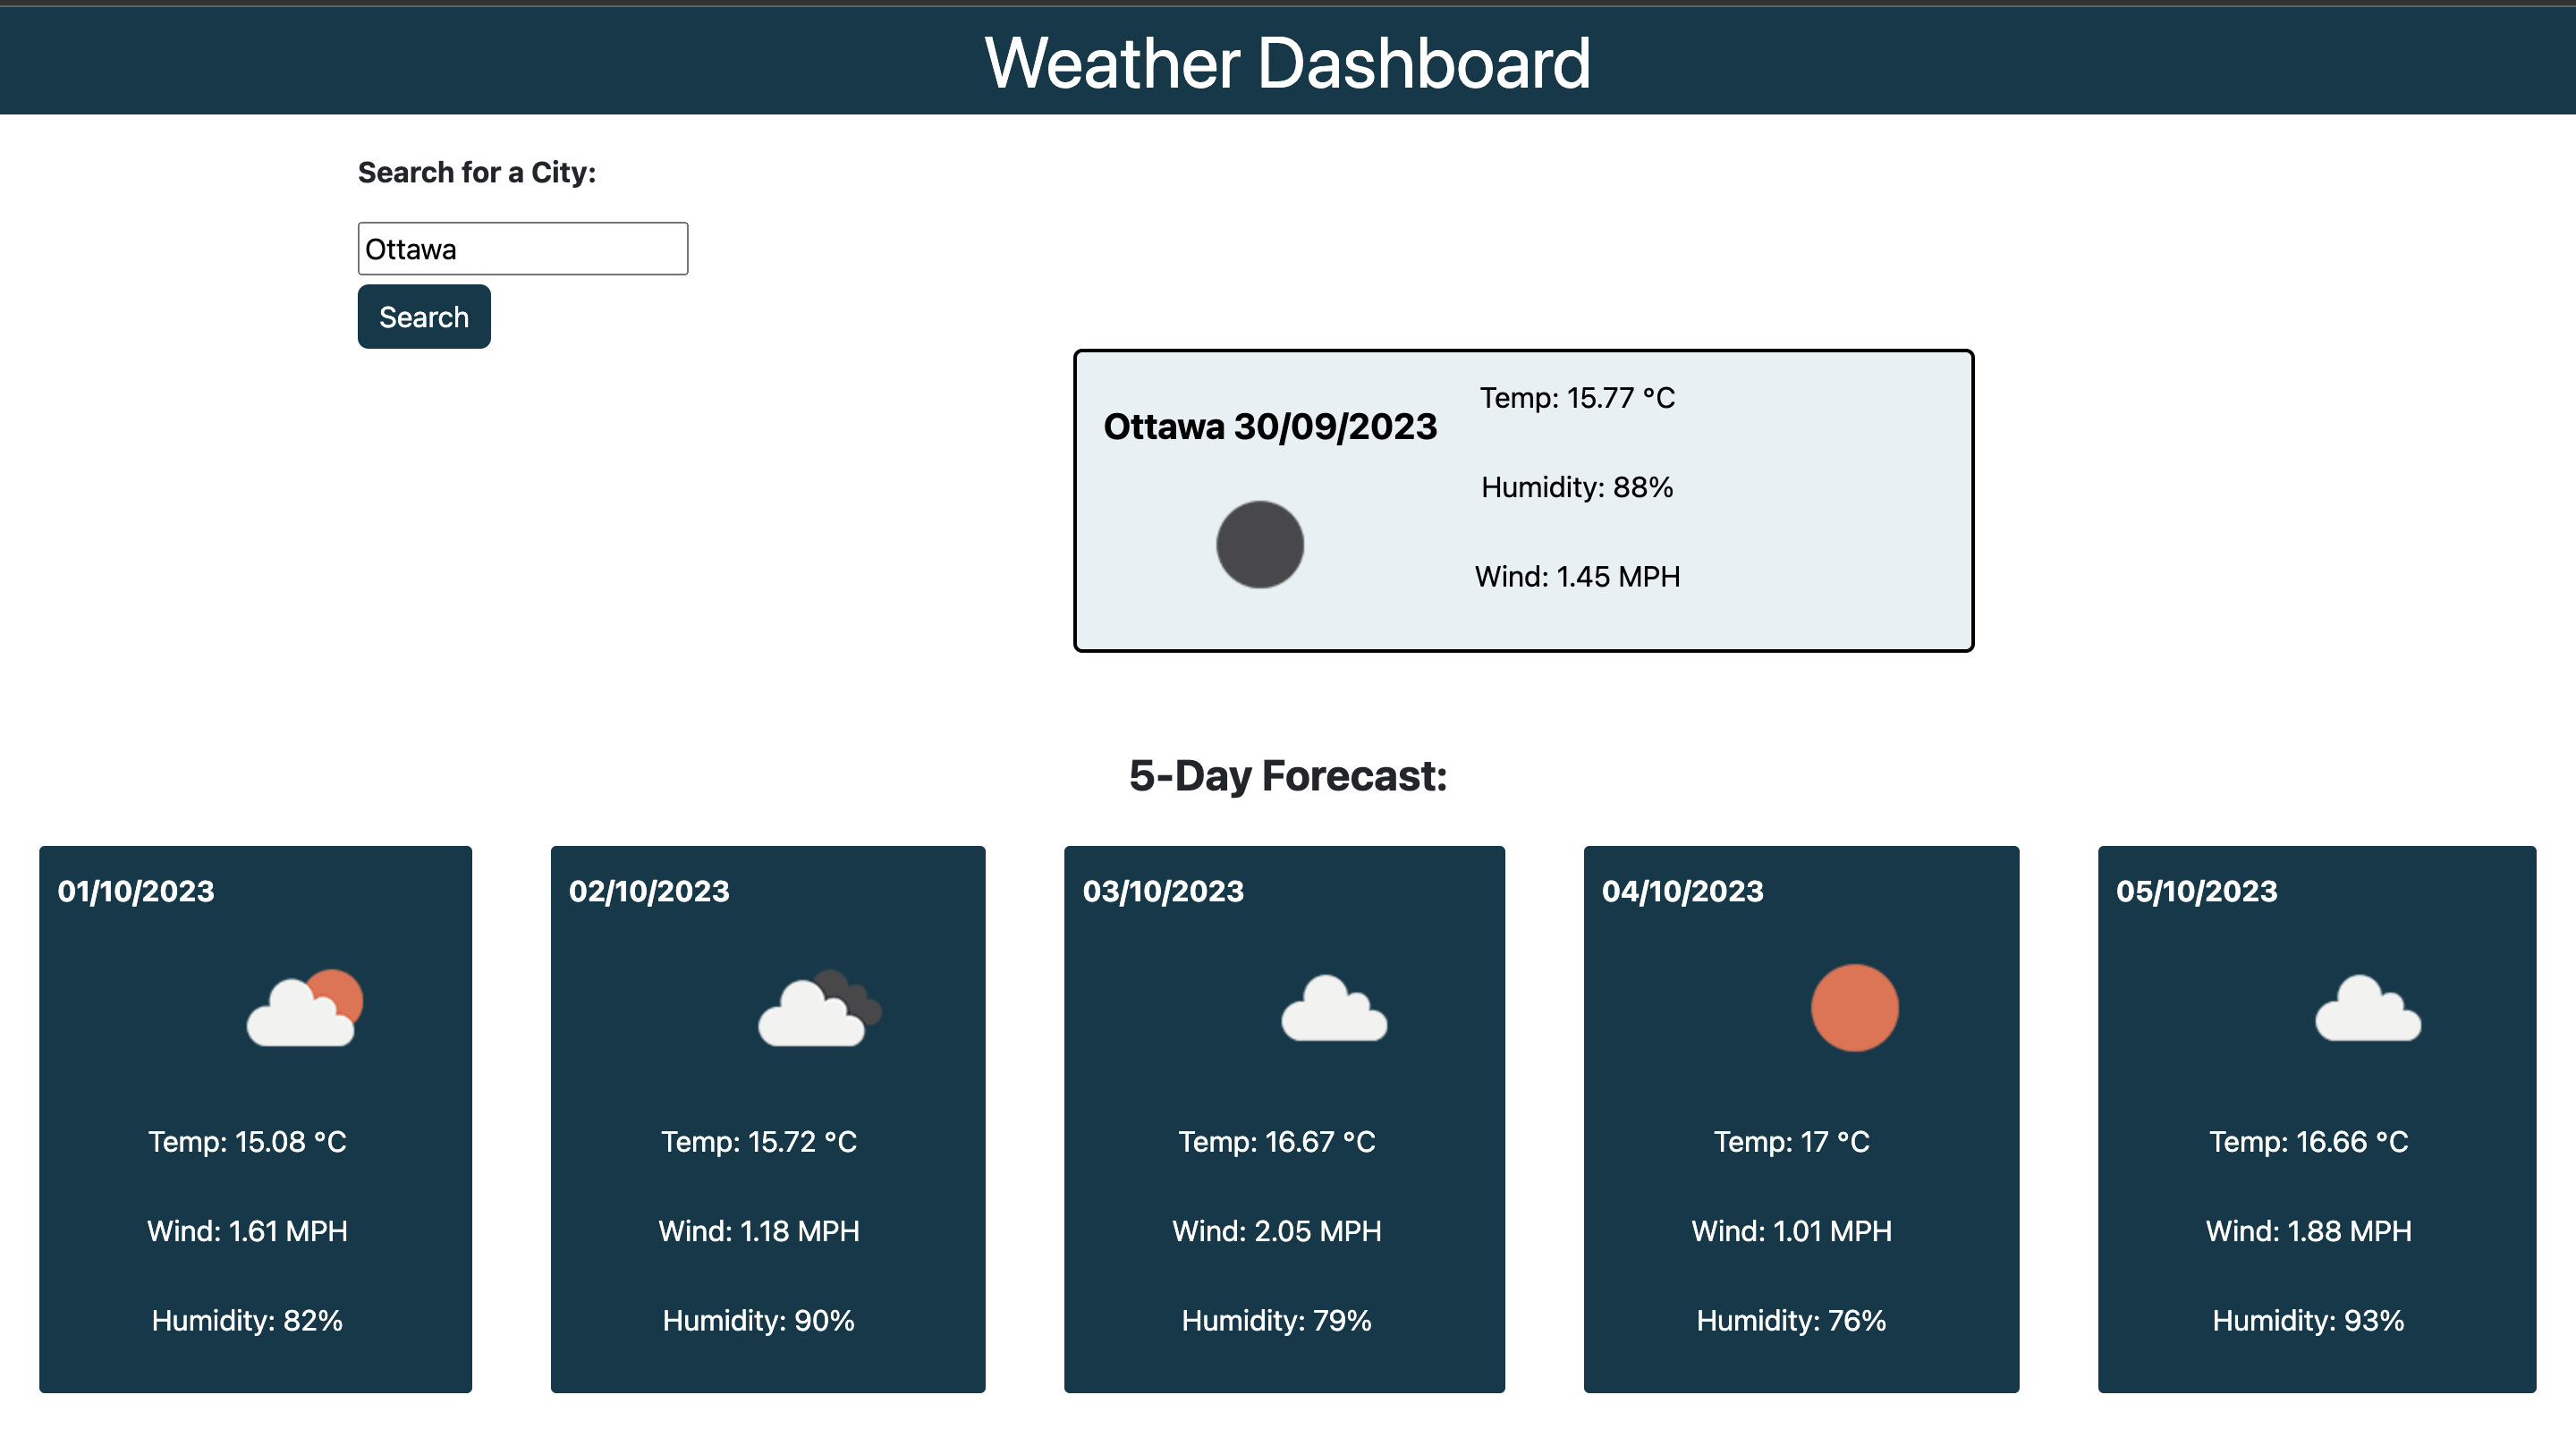 Weather Dashboard
Search for a City:
Ottawa
Search
Ottawa 30/09/2023
Temp: 15.77 °C
Humidity: 88%
Wind: 1.45 MPH
5-Day Forecast:
01/10/2023
Temp: 15.08 °C
Wind: 1.61 MPH
Humidity: 82%
02/10/2023
Temp: 15.72 °C
Wind: 1.18 MPH
Humidity: 90%
03/10/2023
Temp: 16.67 °C
Wind: 2.05 MPH
Humidity: 79%
04/10/2023
Temp: 17 °C
Wind: 1.01 MPH
Humidity: 76%
05/10/2023
Temp: 16.66 °C
Wind: 1.88 MPH
Humidity: 93%